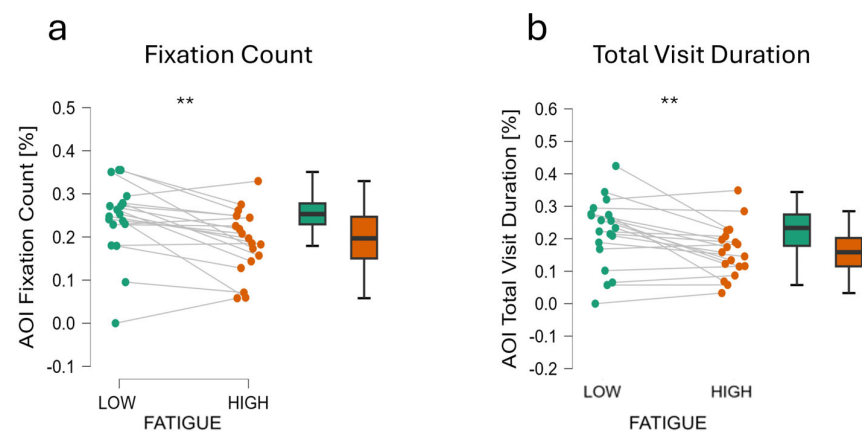 a
Fixation Count
**
AOI Fixation Count [%]
0.5
0.4
0.3
0.2
0.1
0.0
-0.1
LOW
HIGH
FATIGUE
b
Total Visit Duration
**
AOI Total Visit Duration [%]
0.6
0.5
0.4
0.3
0.2
0.1
0.0
-0.1
-0.2
LOW
HIGH
FATIGUE